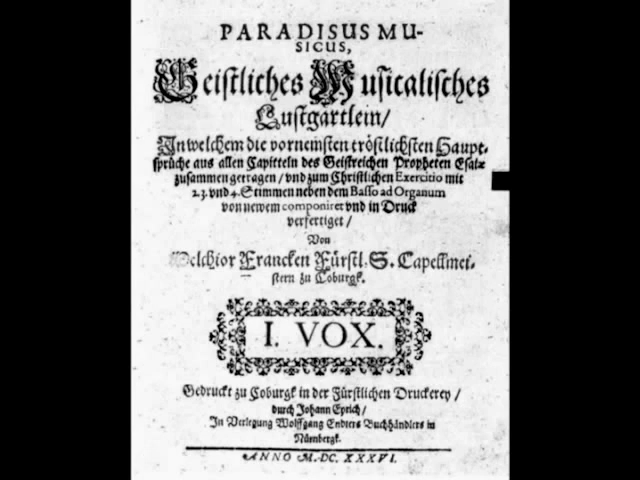 PARADISUS MU-
SICUS,
Geistliches Musicalisches
Lustgärtlein/
In welchem die vornemsten tröstlichsten Haupt-
sprüche aus allen Capitteln des Geistreichen Propheten Esaiæ
zusammen getragen/ vnd zum Christlichen Exercitio mit
2. 3. vnd 4. Stimmen neben dem Basso ad Organum
von newem componiret vnd in Druck
verfertiget/
Von
Melchior Francken Fürstl. S. Capellmei-
stern zu Coburgk.
I. VOX.
Gedruckt zu Coburgk in der Fürstlichen Druckerey/
durch Johann Eyrich/
In Verlegung Wolffgang Endters Buchhändlers in
Nürnbergk.
ANNO M. DC. XXXVI.